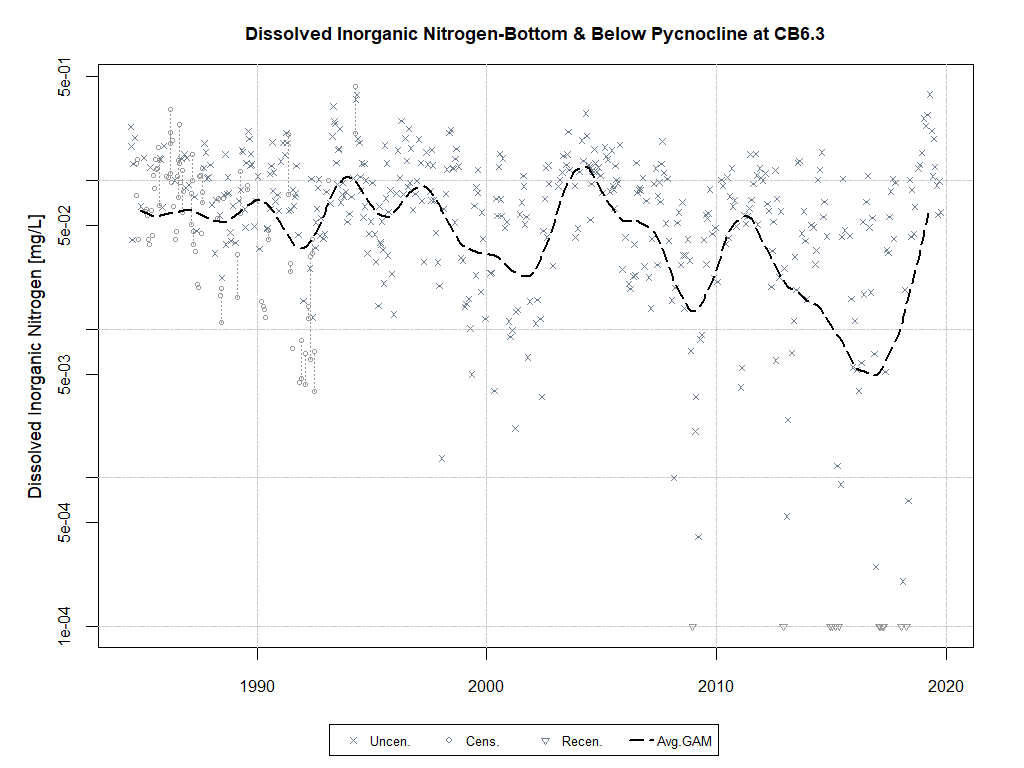 Dissolved Inorganic Nitrogen-Bottom & Below Pycnocline at CB6.3
Dissolved Inorganic Nitrogen [mg/L]
5e-01
5e-02
5e-03
5e-04
1e-04
1990
2000
2010
2020
Uncen. Cens. Recen. Avg.GAM